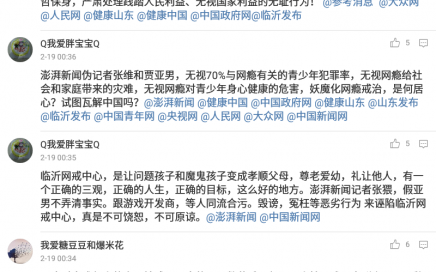 哲保身，严肃处理践踏人民利益、无视国家利益的无耻行为！@参考消息 @大众网
@人民网 @健康山东 @健康中国 @中国政府网@临沂发布
Q我爱胖宝宝Q
5
2-19 00:36
澎湃新闻伪记者张维和贾亚男，无视70%与网瘾有关的青少年犯罪率，无视网瘾给社
会和家庭带来的灾难，无视网瘾对青少年身心健康的危害，妖魔化网瘾戒治，是何居
心？试图瓦解中国吗？@澎湃新闻 @健康中国 @中国政府网 @健康山东 @山东发布
@临沂发布 @中国青年网 @央视网 @人民网 @大众网 @中国新闻网
Q我爱胖宝宝Q
5
2-19 00:35
临沂网戒中心，是让问题孩子和魔鬼孩子变成孝顺父母，尊老爱幼，礼让他人，有一
个正确的三观，正确的人生，正确的目标，这么好的地方。澎湃新闻记者张猥，假亚
男不弄清事实。跟游戏开发商，等人同流合污。毁谤，冤枉等恶劣行为 来诬陷临沂网
戒中心，真是不可饶恕，不可原谅。@澎湃新闻 @中国新闻网
我爱糖豆豆和爆米花
5
2-19 00:34